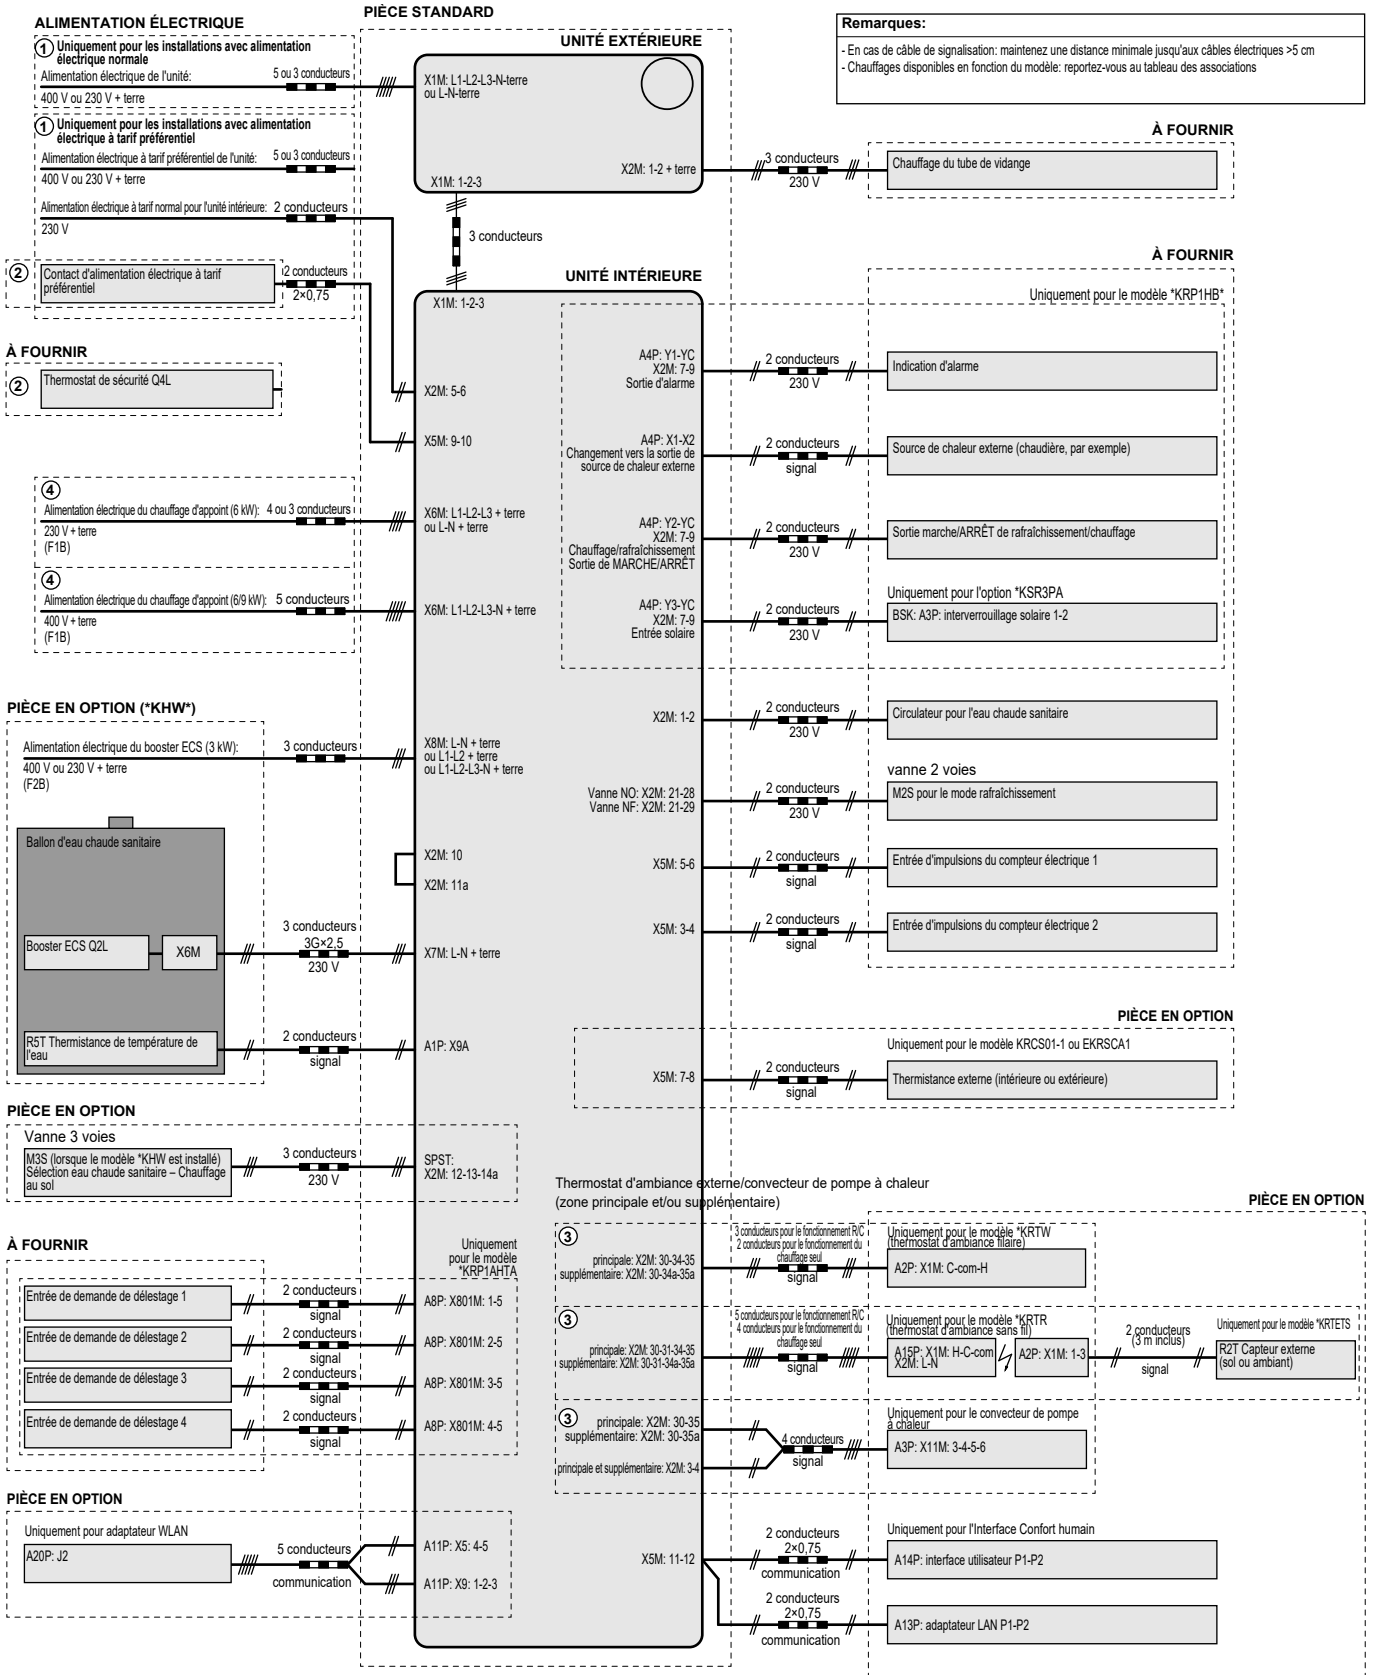 ALIMENTATION ÉLECTRIQUE
1 Uniquement pour les installations avec alimentation
électrique normale
Alimentation électrique de l'unité:
5 ou 3 conducteurs
400 V ou 230 V + terre
1 Uniquement pour les installations avec alimentation
électrique à tarif préférentiel
Alimentation électrique à tarif préférentiel de l'unité:
5 ou 3 conducteurs
400 V ou 230 V + terre
Alimentation électrique à tarif normal pour l'unité intérieure:
2 conducteurs
230 V
2
Contact d'alimentation électrique à tarif
préférentiel
2 conducteurs
2×0,75
À FOURNIR
2
Thermostat de sécurité Q4L
4
Alimentation électrique du chauffage d'appoint (6 kW):
4 ou 3 conducteurs
230 V + terre
(F1B)
4
Alimentation électrique du chauffage d'appoint (6/9 kW):
5 conducteurs
400 V + terre
(F1B)
PIÈCE EN OPTION (*KHW*)
Alimentation électrique du booster ECS (3 kW):
3 conducteurs
400 V ou 230 V + terre
(F2B)
Ballon d'eau chaude sanitaire
Booster ECS Q2L
X6M
3 conducteurs
3G×2,5
230 V
R5T Thermistance de température de
l'eau
2 conducteurs
signal
PIÈCE EN OPTION
Vanne 3 voies
M3S (lorsque le modèle *KHW est installé)
Sélection eau chaude sanitaire – Chauffage
au sol
3 conducteurs
230 V
À FOURNIR
Entrée de demande de délestage 1
2 conducteurs
signal
Entrée de demande de délestage 2
2 conducteurs
signal
Entrée de demande de délestage 3
2 conducteurs
signal
Entrée de demande de délestage 4
2 conducteurs
signal
PIÈCE EN OPTION
Uniquement pour adaptateur WLAN
A20P: J2
5 conducteurs
communication
PIÈCE STANDARD
UNITÉ EXTÉRIEURE
X1M: L1-L2-L3-N-terre
ou L-N-terre
X2M: 1-2 + terre
X1M: 1-2-3
3 conducteurs
UNITÉ INTÉRIEURE
X1M: 1-2-3
X2M: 5-6
X5M: 9-10
X6M: L1-L2-L3 + terre
ou L-N + terre
X6M: L1-L2-L3-N + terre
X8M: L-N + terre
ou L1-L2 + terre
ou L1-L2-L3-N + terre
X2M: 10
X2M: 11a
X7M: L-N + terre
A1P: X9A
SPST:
X2M: 12-13-14a
Uniquement
pour le modèle
*KRP1AHTA
A8P: X801M: 1-5
A8P: X801M: 2-5
A8P: X801M: 3-5
A8P: X801M: 4-5
A11P: X5: 4-5
A11P: X9: 1-2-3
Remarques:
- En cas de câble de signalisation: maintenez une distance minimale jusqu'aux câbles électriques >5 cm
- Chauffages disponibles en fonction du modèle: reportez-vous au tableau des associations
À FOURNIR
3 conducteurs
230 V
Chauffage du tube de vidange
À FOURNIR
Uniquement pour le modèle *KRP1HB*
A4P: Y1-YC
X2M: 7-9
Sortie d'alarme
2 conducteurs
230 V
Indication d'alarme
A4P: X1-X2
Changement vers la sortie de
source de chaleur externe
2 conducteurs
signal
Source de chaleur externe (chaudière, par exemple)
A4P: Y2-YC
X2M: 7-9
Chauffage/rafraîchissement
Sortie de MARCHE/ARRÊT
2 conducteurs
230 V
Sortie marche/ARRÊT de rafraîchissement/chauffage
Uniquement pour l'option *KSR3PA
A4P: Y3-YC
X2M: 7-9
Entrée solaire
2 conducteurs
230 V
BSK: A3P: interverrouillage solaire 1-2
X2M: 1-2
2 conducteurs
230 V
Circulateur pour l'eau chaude sanitaire
vanne 2 voies
Vanne NO: X2M: 21-28
Vanne NF: X2M: 21-29
2 conducteurs
230 V
M2S pour le mode rafraîchissement
X5M: 5-6
2 conducteurs
signal
Entrée d'impulsions du compteur électrique 1
X5M: 3-4
2 conducteurs
signal
Entrée d'impulsions du compteur électrique 2
PIÈCE EN OPTION
Uniquement pour le modèle KRCS01-1 ou EKRSCA1
X5M: 7-8
2 conducteurs
signal
Thermistance externe (intérieure ou extérieure)
Thermostat d'ambiance externe/convecteur de pompe à chaleur
(zone principale et/ou supplémentaire)
PIÈCE EN OPTION
3
principale: X2M: 30-34-35
supplémentaire: X2M: 30-34a-35a
3 conducteurs pour le fonctionnement R/C
2 conducteurs pour le fonctionnement du
chauffage seul
signal
Uniquement pour le modèle *KRTW
(thermostat d'ambiance filaire)
A2P: X1M: C-com-H
3
principale: X2M: 30-31-34-35
supplémentaire: X2M: 30-31-34a-35a
5 conducteurs pour le fonctionnement R/C
4 conducteurs pour le fonctionnement du
chauffage seul
signal
Uniquement pour le modèle *KRTR
(thermostat d'ambiance sans fil)
A15P: X1M: H-C-com
X2M: L-N
A2P: X1M: 1-3
2 conducteurs
(3 m inclus)
signal
Uniquement pour le modèle *KRTETS
R2T Capteur externe
(sol ou ambiant)
3
principale: X2M: 30-35
supplémentaire: X2M: 30-35a
principale et supplémentaire: X2M: 3-4
4 conducteurs
signal
Uniquement pour le convecteur de pompe
à chaleur
A3P: X11M: 3-4-5-6
X5M: 11-12
2 conducteurs
2×0,75
communication
Uniquement pour l'Interface Confort humain
A14P: interface utilisateur P1-P2
2 conducteurs
2×0,75
communication
A13P: adaptateur LAN P1-P2